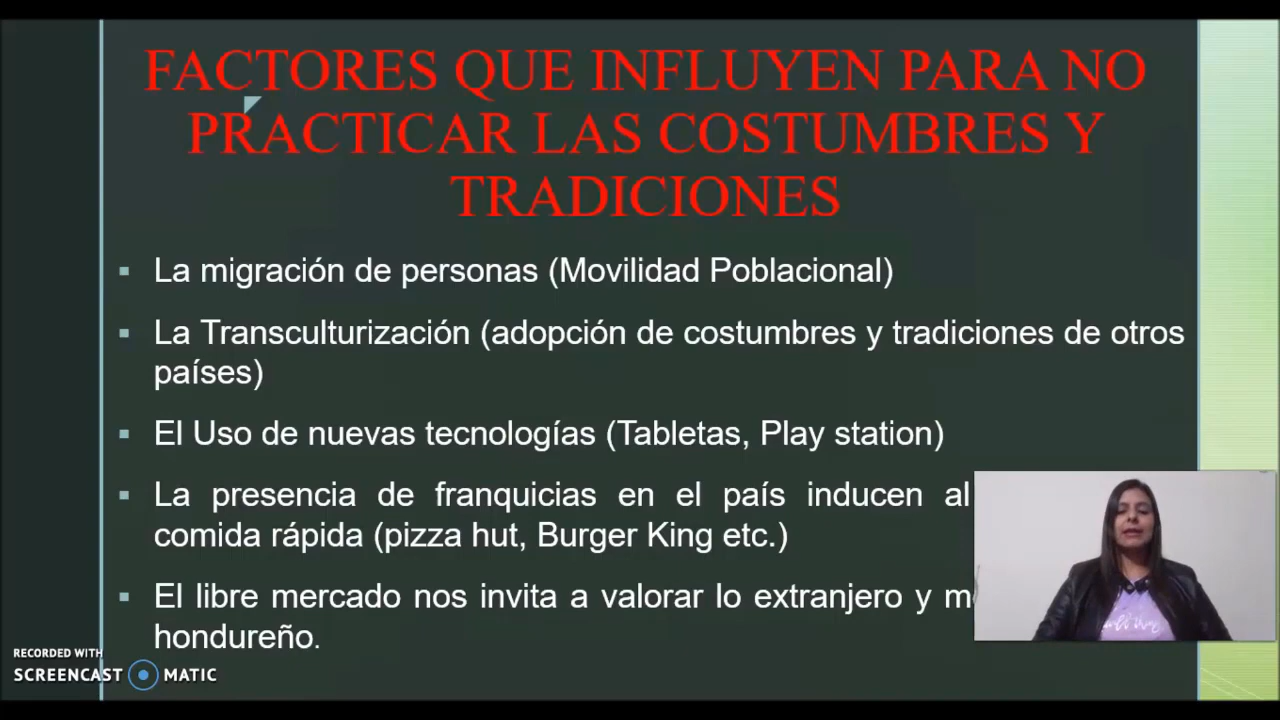 FACTORES QUE INFLUYEN PARA NO
PRACTICAR LAS COSTUMBRES Y
TRADICIONES
La migración de personas (Movilidad Poblacional)
La Transculturización (adopción de costumbres y tradiciones de otros
países)
El Uso de nuevas tecnologías (Tabletas, Play station)
La presencia de franquicias en el país inducen al
comida rápida (pizza hut, Burger King etc.)
El libre mercado nos invita a valorar lo extranjero y
hondureño.
RECORDED WITH
SCREENCAST MATIC